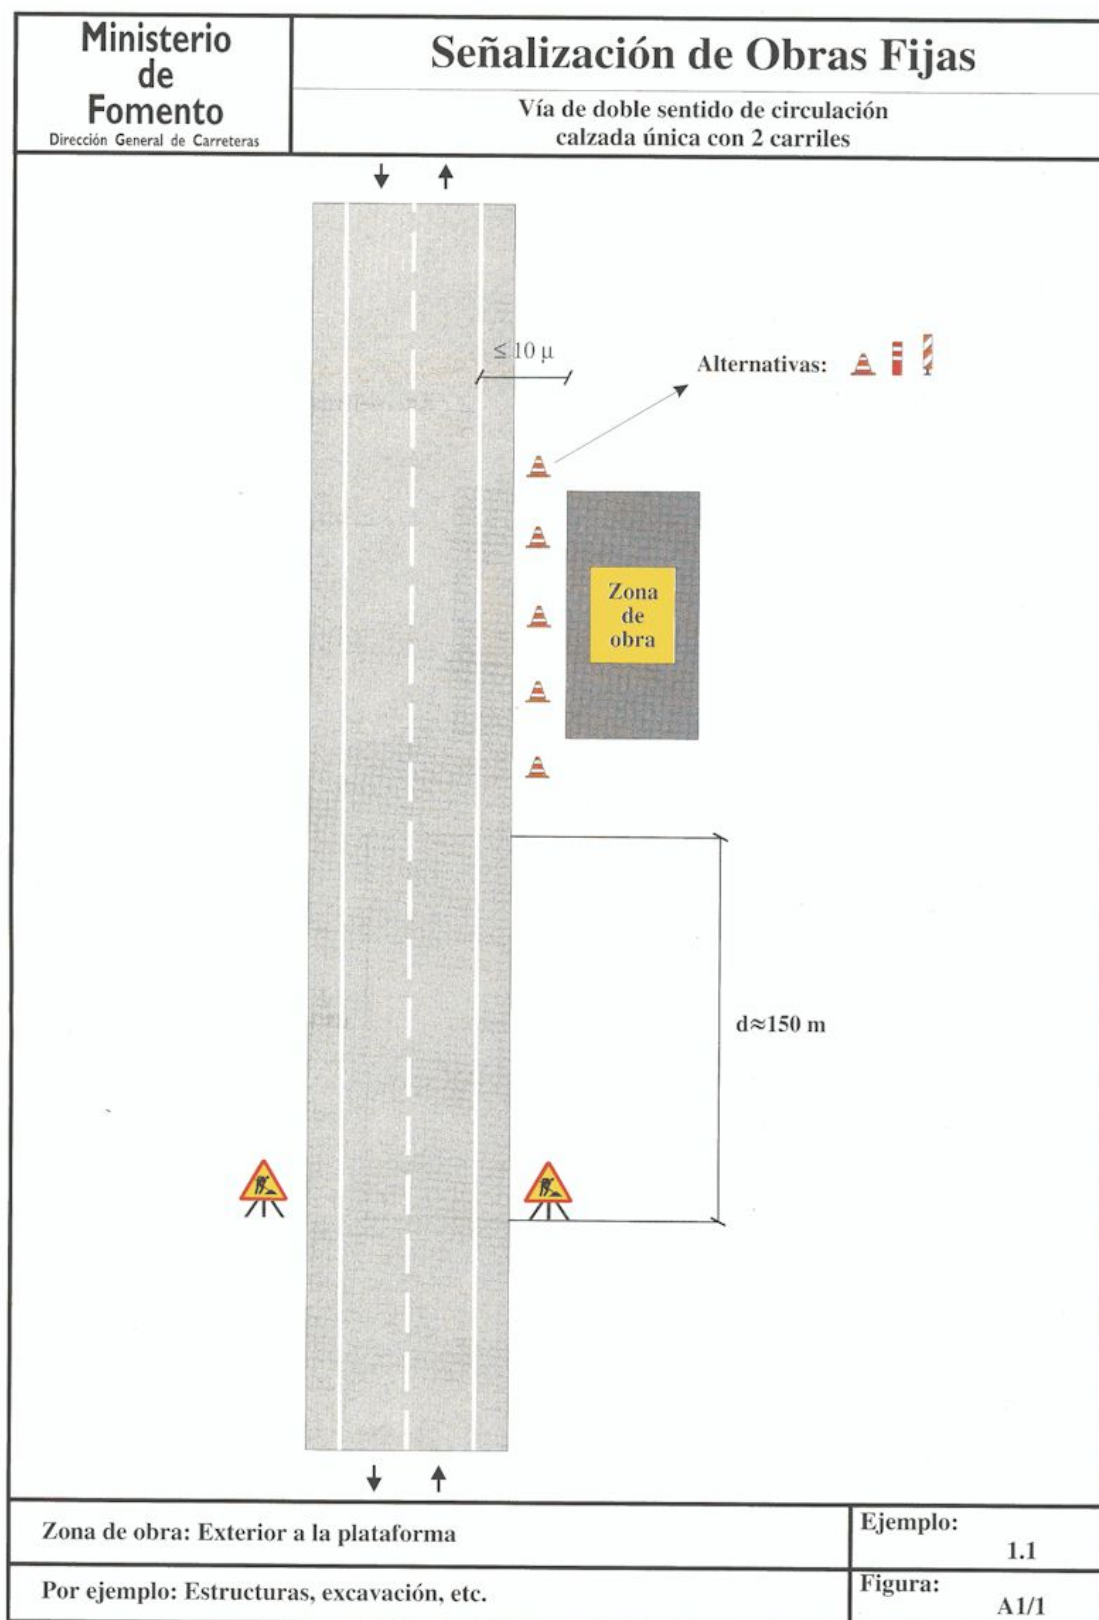 Ministerio
de
Fomento
Dirección General de Carreteras
Señalización de Obras Fijas
Vía de doble sentido de circulación
calzada única con 2 carriles
≤ 10 μ
Alternativas:
Zona
de
obra
d≈150 m
Zona de obra: Exterior a la plataforma
Ejemplo:
1.1
Por ejemplo: Estructuras, excavación, etc.
Figura:
A1/1